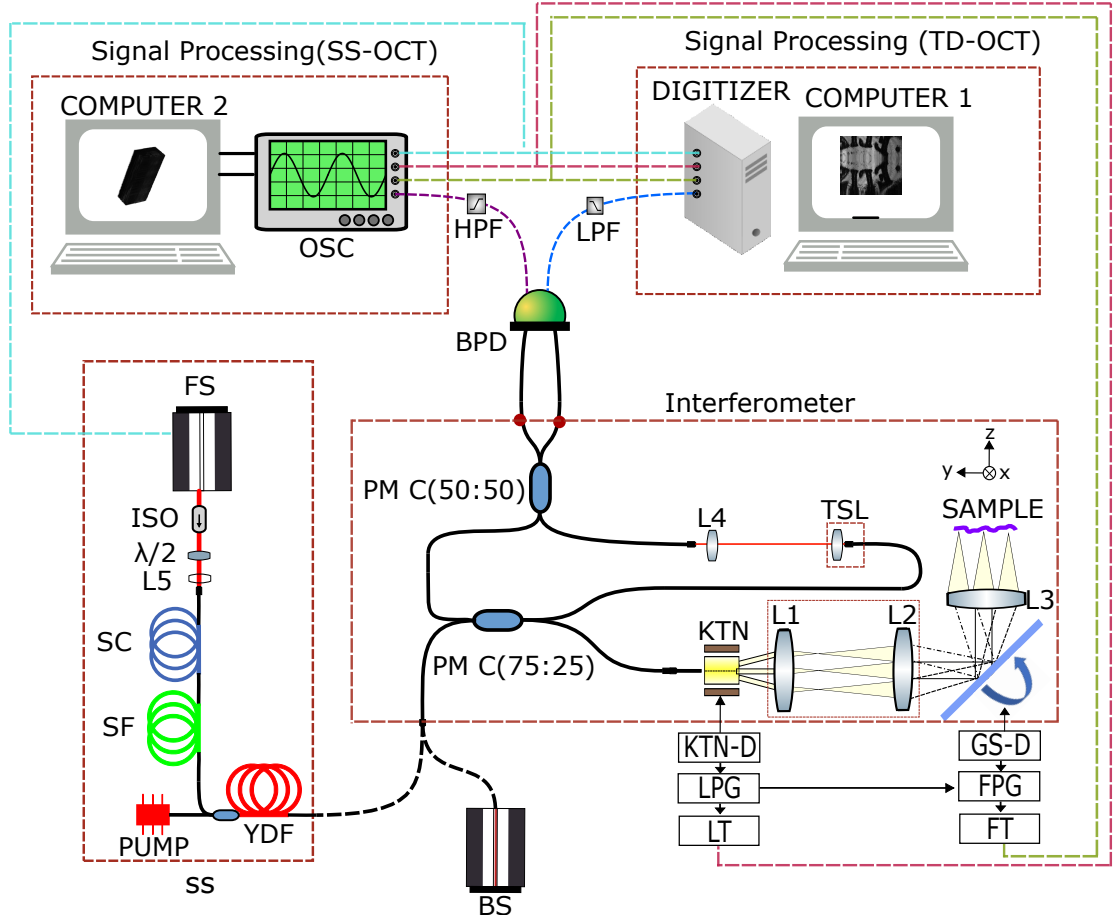 Signal Processing(SS-OCT)
Signal Processing (TD-OCT)
COMPUTER 2
DIGITIZER
COMPUTER 1
OSC
HPF
LPF
BPD
FS
Interferometer
z
y
x
PM C(50:50)
ISO
L4
TSL
SAMPLE
λ/2
L5
L3
SC
PM C(75:25)
KTN
L1
L2
SF
KTN-D
GS-D
LPG
FPG
PUMP
YDF
LT
FT
SS
BS